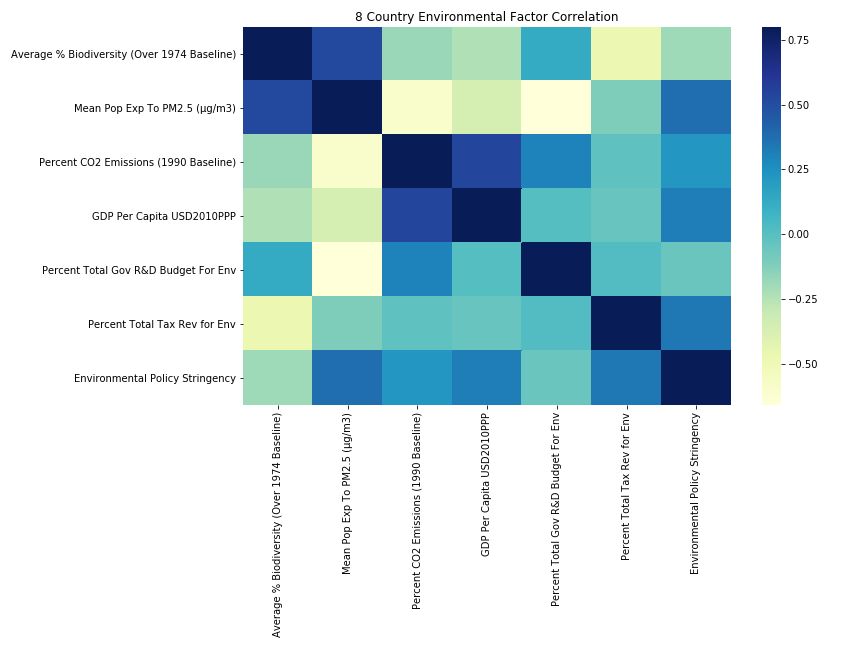 8 Country Environmental Factor Correlation
Average % Biodiversity (Over 1974 Baseline)
Mean Pop Exp To PM2.5 (µg/m3)
Percent CO2 Emissions (1990 Baseline)
GDP Per Capita USD2010PPP
Percent Total Gov R&D Budget For Env
Percent Total Tax Rev for Env
Environmental Policy Stringency
Average % Biodiversity (Over 1974 Baseline)
Mean Pop Exp To PM2.5 (µg/m3)
Percent CO2 Emissions (1990 Baseline)
GDP Per Capita USD2010PPP
Percent Total Gov R&D Budget For Env
Percent Total Tax Rev for Env
Environmental Policy Stringency
0.75
0.50
0.25
0.00
−0.25
−0.50